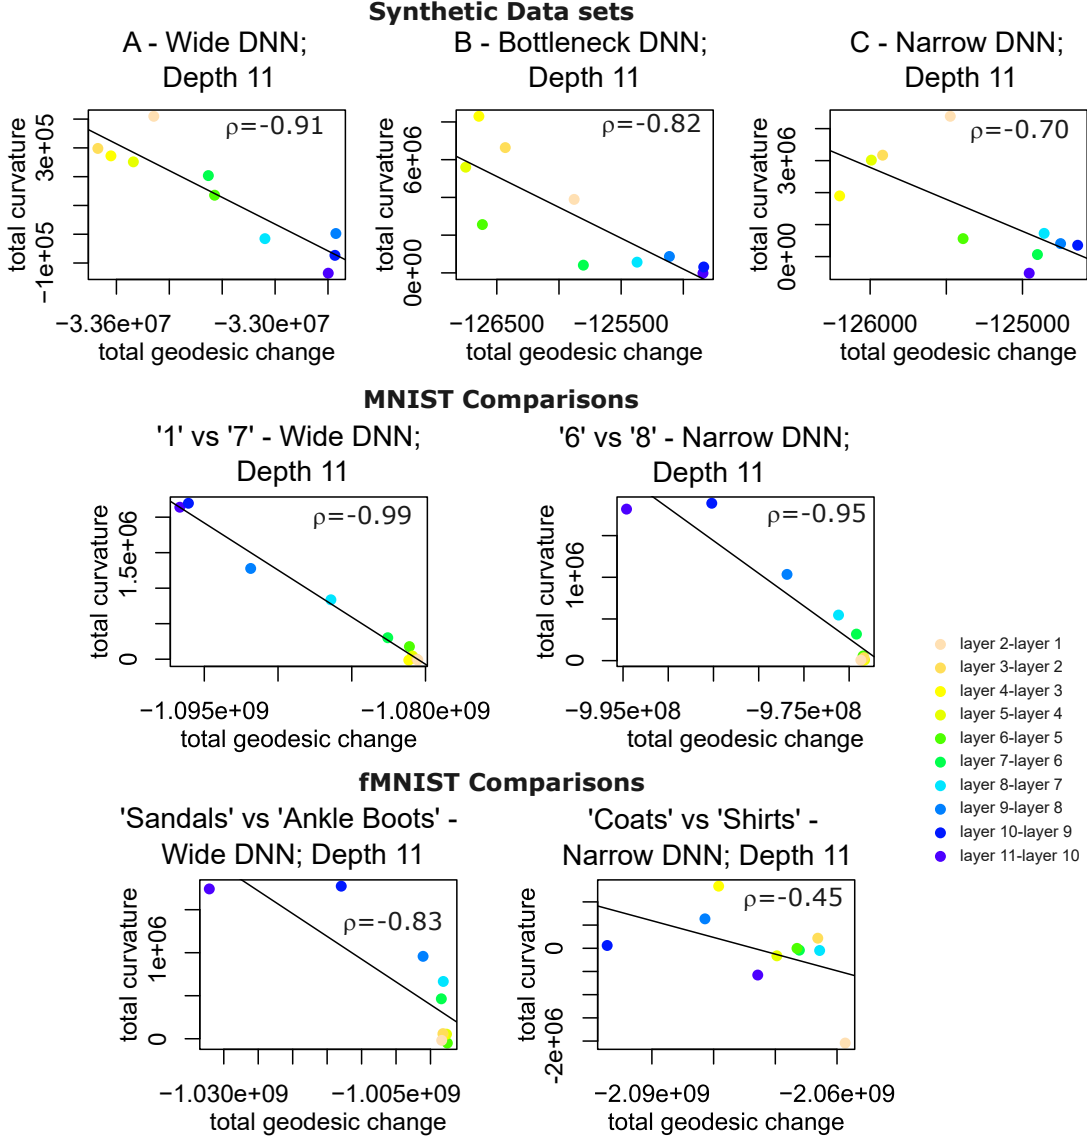 Synthetic Data sets
A - Wide DNN;
Depth 11
B - Bottleneck DNN;
Depth 11
C - Narrow DNN;
Depth 11
ρ=-0.91
ρ=-0.82
ρ=-0.70
total curvature
−1e+05
3e+05
total curvature
0e+00
6e+06
total curvature
0e+00
3e+06
−3.36e+07
−3.30e+07
−126500
−125500
−126000
−125000
total geodesic change
total geodesic change
total geodesic change
MNIST Comparisons
'1' vs '7' - Wide DNN;
Depth 11
'6' vs '8' - Narrow DNN;
Depth 11
ρ=-0.99
ρ=-0.95
total curvature
0
1.5e+06
total curvature
0
1e+06
−1.095e+09
−1.080e+09
−9.95e+08
−9.75e+08
total geodesic change
total geodesic change
layer 2-layer 1
layer 3-layer 2
layer 4-layer 3
layer 5-layer 4
layer 6-layer 5
layer 7-layer 6
layer 8-layer 7
layer 9-layer 8
layer 10-layer 9
layer 11-layer 10
fMNIST Comparisons
'Sandals' vs 'Ankle Boots' -
Wide DNN; Depth 11
'Coats' vs 'Shirts' -
Narrow DNN; Depth 11
ρ=-0.83
ρ=-0.45
total curvature
0
1e+06
total curvature
−2e+06
0
−1.030e+09
−1.005e+09
−2.09e+09
−2.06e+09
total geodesic change
total geodesic change